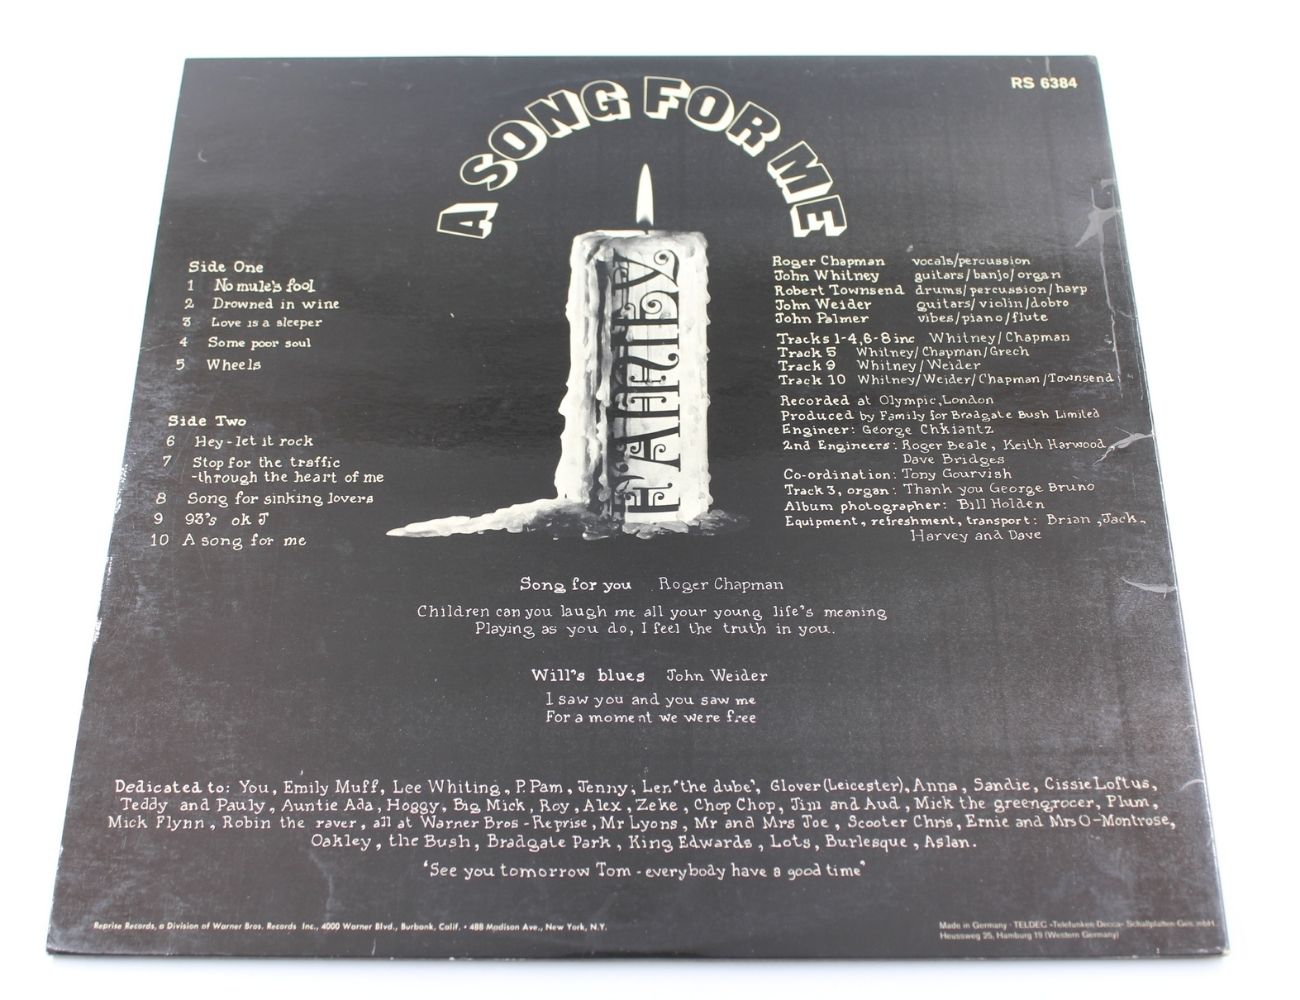 RS 6384
A SONG FOR ME
FAMILY
Side One
1 No mule's fool
2 Drowned in wine
3 Love is a sleeper
4 Some poor soul
5 Wheels
Side Two
6 Hey-let it rock
7 Stop for the traffic
-through the heart of me
8 Song for sinking lovers
9 93's ok J
10 A song for me
Roger Chapman vocals/percussion
John Whitney guitars/banjo/organ
Robert Townsend drums/percussion/harp
John Weider guitars/violin/dobro
John Palmer vibes/piano/flute
Tracks 1-4,6-8 inc Whitney/Chapman
Track 5 Whitney/Chapman/Grech
Track 9 Whitney/Weider
Track 10 Whitney/Weider/Chapman/Townsend
Recorded at Olympic, London
Produced by Family for Bradgate Bush Limited
Engineer: George Chkiantz
2nd Engineers: Roger Beale, Keith Harwood,
Dave Bridges
Co-ordination: Tony Gourvish
Track 3, organ: Thank you George Bruno
Album photographer: Bill Holden
Equipment, refreshment, transport: Brian, Jack,
Harvey and Dave
Song for you Roger Chapman
Children can you laugh me all your young life's meaning
Playing as you do, I feel the truth in you.
Will's blues John Weider
I saw you and you saw me
For a moment we were free
Dedicated to: You, Emily Muff, Lee Whiting, P. Pam, Jenny, Len "the dube", Glover (Leicester), Anna, Sandie, Cissie Loftus,
Teddy and Pauly, Auntie Ada, Hoggy, Big Mick, Roy, Alex, Zeke, Chop Chop, Jim and Aud, Mick the greengrocer, Plum,
Mick Flynn, Robin the raver, all at Warner Bros-Reprise, Mr Lyons, Mr and Mrs Joe, Scooter Chris, Ernie and Mrs O-Montrose,
Oakley, the Bush, Bradgate Park, King Edwards, Lots, Burlesque, Aslan.
'See you tomorrow Tom - everybody have a good time'
Reprise Records, a Division of Warner Bros. Records Inc., 4000 Warner Blvd., Burbank, Calif. • 488 Madison Ave., New York, N.Y.
Made in Germany · TELDEC »Telefunken Decca« Schallplatten Ges. mbH.
Heussweg 25, Hamburg 19 (Western Germany)